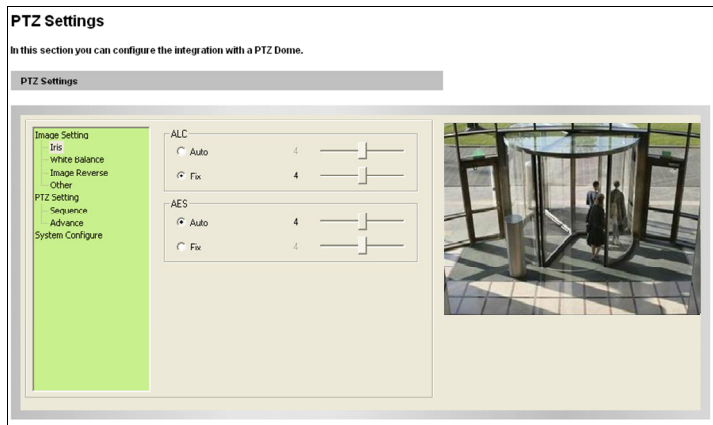 PTZ Settings
In this section you can configure the integration with a PTZ Dome.
PTZ Settings
Image Setting
Iris
White Balance
Image Reverse
Other
PTZ Setting
Sequence
Advance
System Configure
ALC
Auto 4
Fix 4
AES
Auto 4
Fix 4